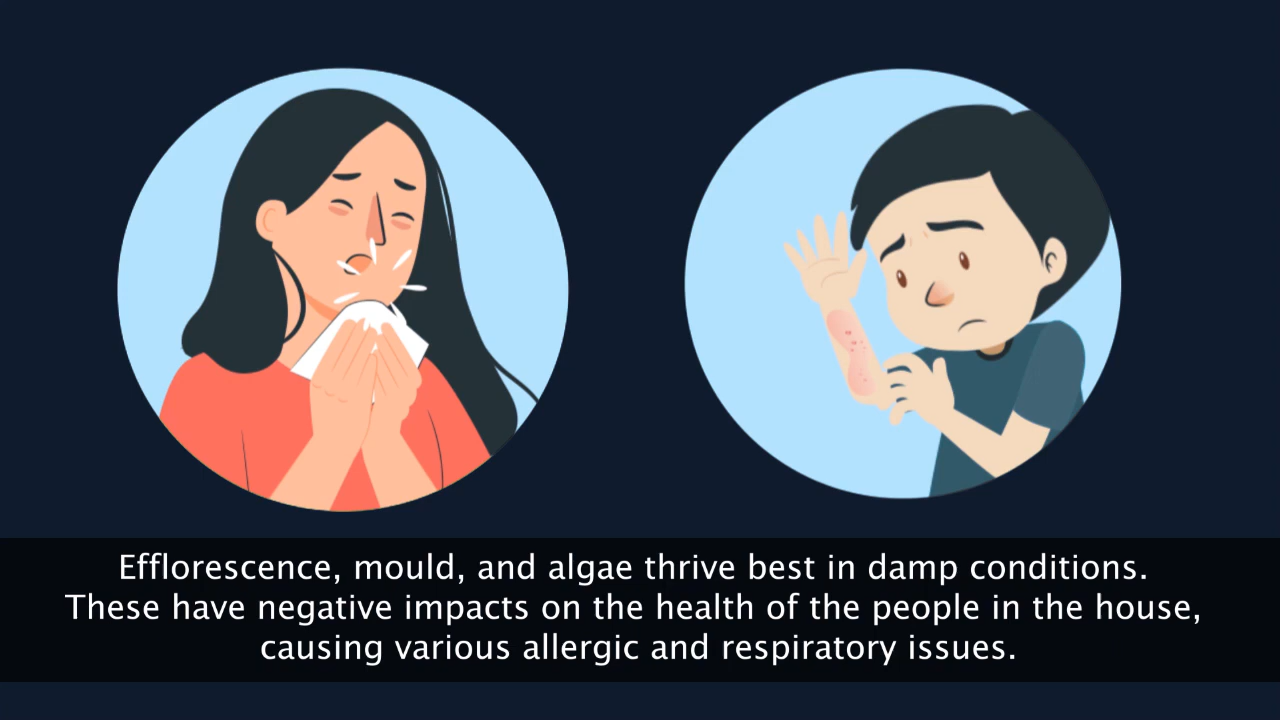 Efflorescence, mould, and algae thrive best in damp conditions.
These have negative impacts on the health of the people in the house,
causing various allergic and respiratory issues.